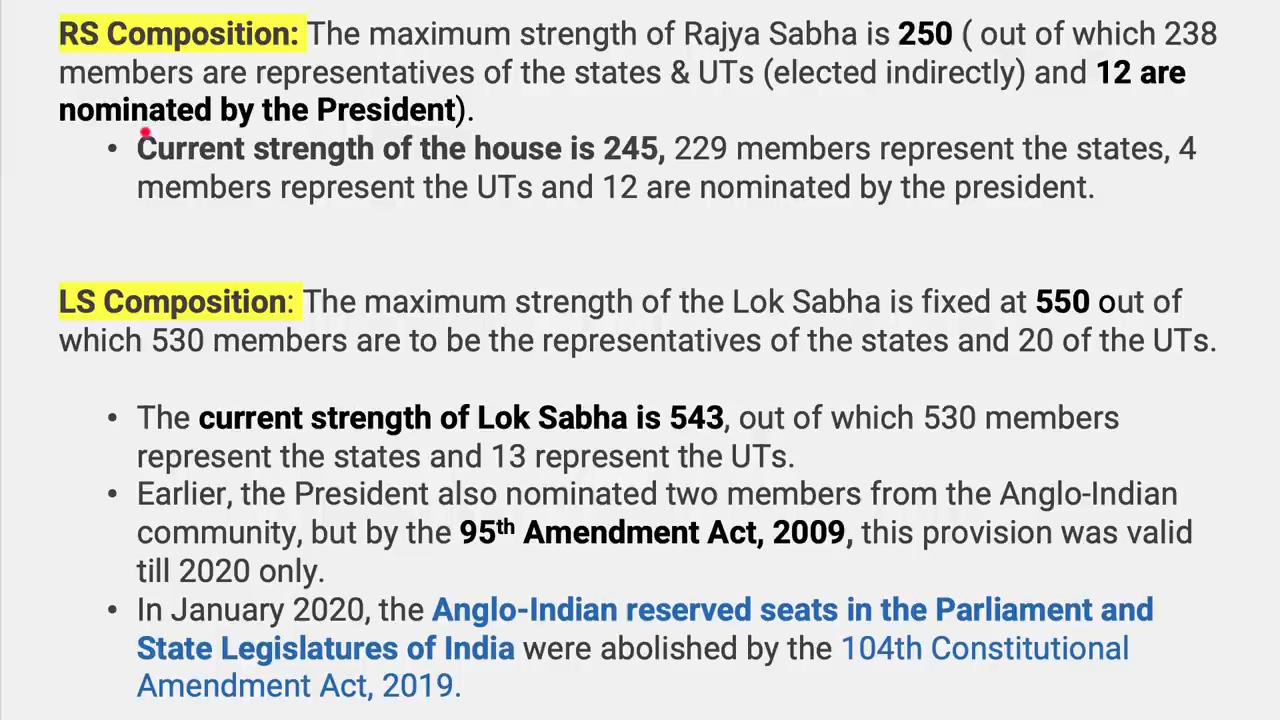 RS Composition: The maximum strength of Rajya Sabha is 250 ( out of which 238
members are representatives of the states & UTs (elected indirectly) and 12 are
nominated by the President).
• Current strength of the house is 245, 229 members represent the states, 4
members represent the UTs and 12 are nominated by the president.
LS Composition: The maximum strength of the Lok Sabha is fixed at 550 out of
which 530 members are to be the representatives of the states and 20 of the UTs.
• The current strength of Lok Sabha is 543, out of which 530 members
represent the states and 13 represent the UTs.
• Earlier, the President also nominated two members from the Anglo-Indian
community, but by the 95th Amendment Act, 2009, this provision was valid
till 2020 only.
• In January 2020, the Anglo-Indian reserved seats in the Parliament and
State Legislatures of India were abolished by the 104th Constitutional
Amendment Act, 2019.